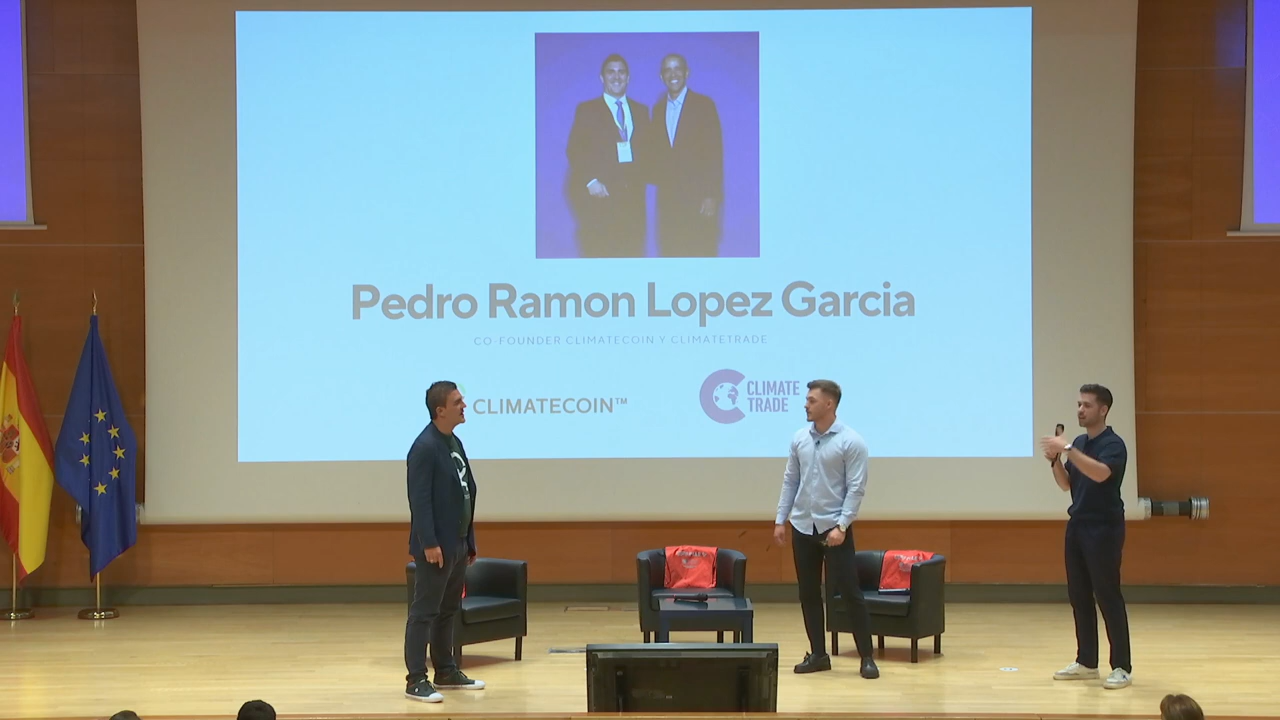 Pedro Ramon Lopez Garcia
CO-FOUNDER CLIMATECOIN Y CLIMATETRADE
CLIMATECOIN™
CLIMATE
TRADE